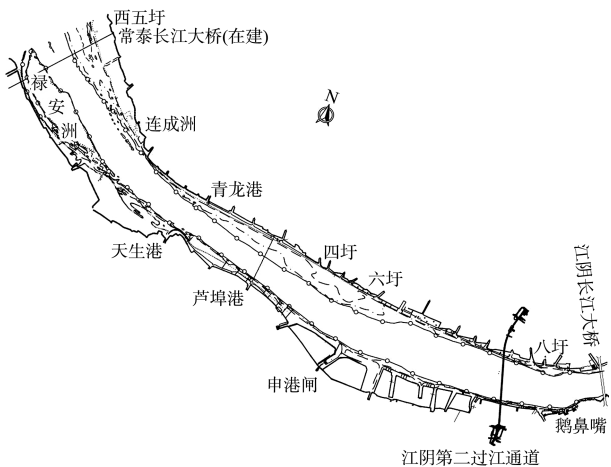 西五圩
常泰长江大桥(在建)
禄
安
洲
连成洲
N
青龙港
天生港
四圩
六圩
芦埠港
江阴长江大桥
八圩
申港闸
鹅鼻嘴
江阴第二过江通道